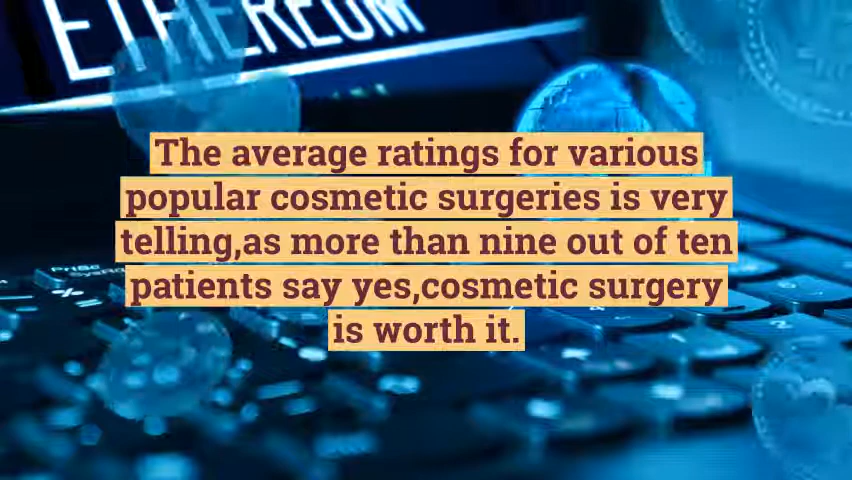 ETHEREUM
The average ratings for various
popular cosmetic surgeries is very
telling,as more than nine out of ten
patients say yes,cosmetic surgery
is worth it.